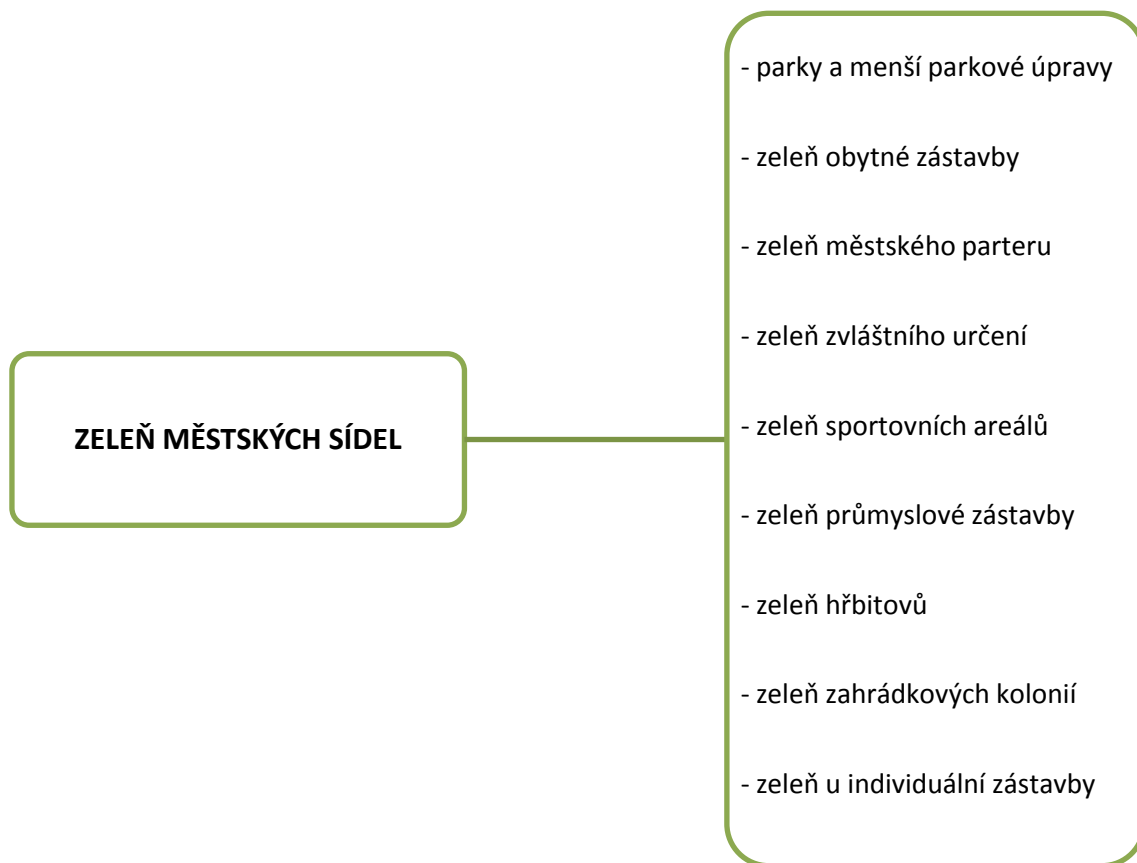 ZELEŇ MĚSTSKÝCH SÍDEL
- parky a menší parkové úpravy
- zeleň obytné zástavby
- zeleň městského parteru
- zeleň zvláštního určení
- zeleň sportovních areálů
- zeleň průmyslové zástavby
- zeleň hřbitovů
- zeleň zahrádkových kolonií
- zeleň u individuální zástavby